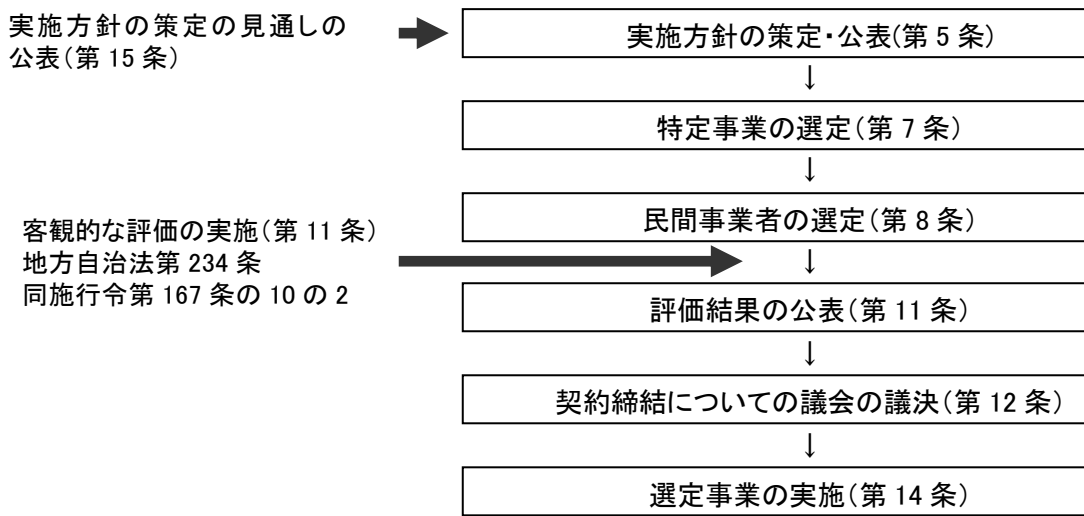 実施方針の策定の見通しの
公表(第 15 条)
実施方針の策定・公表(第 5 条)
↓
特定事業の選定(第 7 条)
↓
民間事業者の選定(第 8 条)
客観的な評価の実施(第 11 条)
地方自治法第 234 条
同施行令第 167 条の 10 の 2
↓
評価結果の公表(第 11 条)
↓
契約締結についての議会の議決(第 12 条)
↓
選定事業の実施(第 14 条)